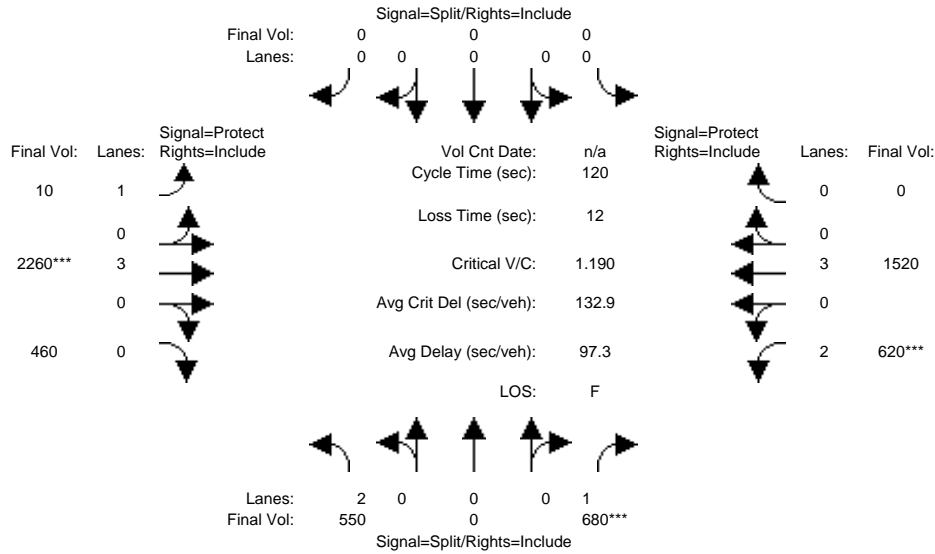 Signal=Split/Rights=Include
Final Vol: 0 0 0
Lanes: 0 0 0 0 0
Signal=Protect Signal=Protect
Final Vol: Lanes: Rights=Include Vol Cnt Date: n/a Rights=Include Lanes: Final Vol:
Cycle Time (sec): 120
10 1 0 0
Loss Time (sec): 12
0 0
2260*** 3 Critical V/C: 1.190 3 1520
0 Avg Crit Del (sec/veh): 132.9 0
460 0 Avg Delay (sec/veh): 97.3 2 620***
LOS: F
Lanes: 2 0 0 0 1
Final Vol: 550 0 680***
Signal=Split/Rights=Include